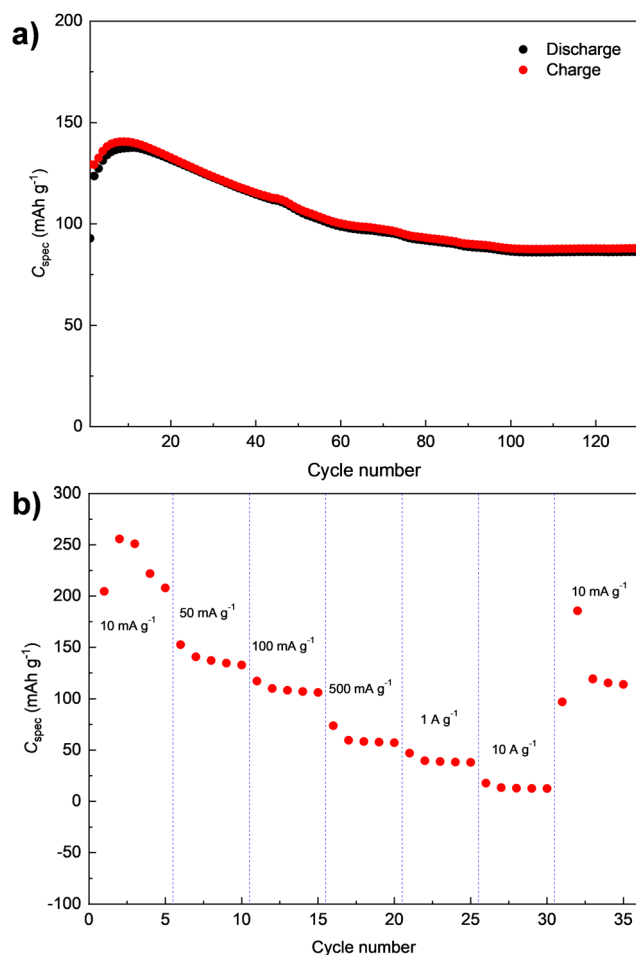 a)
200
150
100
50
0
C_spec (mAh g⁻¹)
Discharge
Charge
20 40 60 80 100 120
Cycle number
b)
300
250
200
150
100
50
0
-50
-100
C_spec (mAh g⁻¹)
10 mA g⁻¹
50 mA g⁻¹
100 mA g⁻¹
500 mA g⁻¹
1 A g⁻¹
10 A g⁻¹
10 mA g⁻¹
0 5 10 15 20 25 30 35
Cycle number